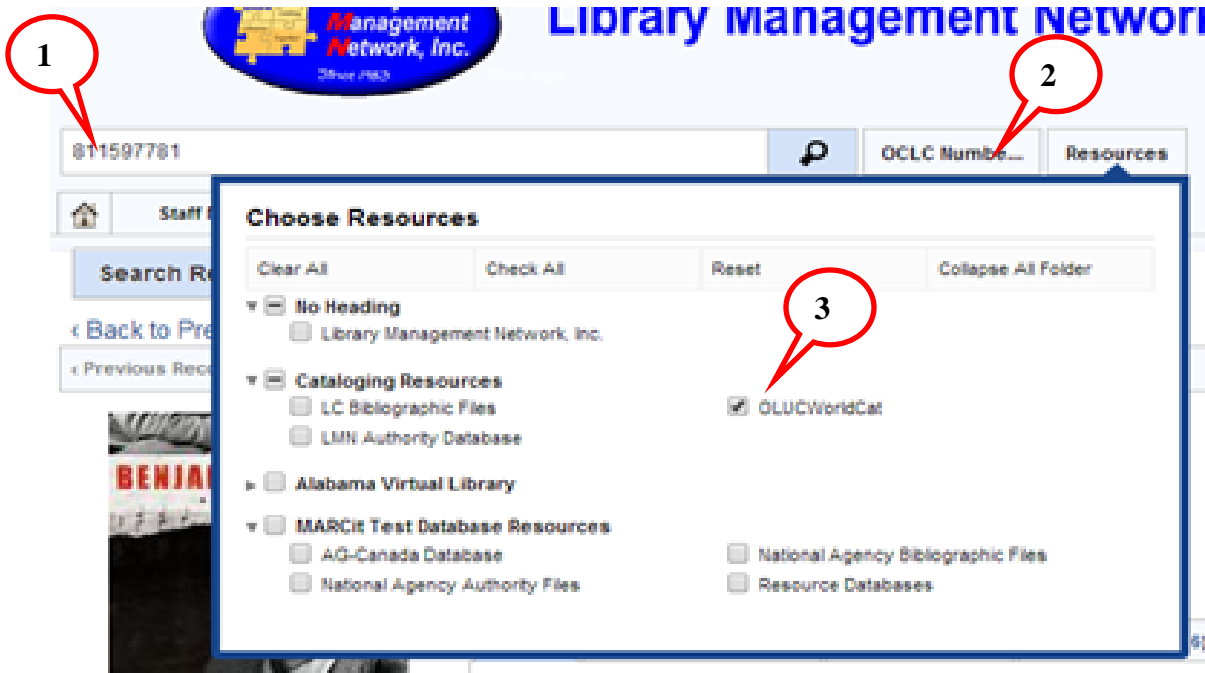 Management
Network, Inc.
Since 1983
Library Management Network
1
2
811597781
OCLC Numbe...
Resources
Staff
Choose Resources
Search Re
Clear All
Check All
Reset
Collapse All Folder
‹ Back to Pre
No Heading
3
Library Management Network, Inc.
‹ Previous Reco
Cataloging Resources
LC Bibliographic Files
OLUCWorldCat
LMN Authority Database
BENJA
Alabama Virtual Library
MARCit Test Database Resources
AG-Canada Database
National Agency Bibliographic Files
National Agency Authority Files
Resource Databases